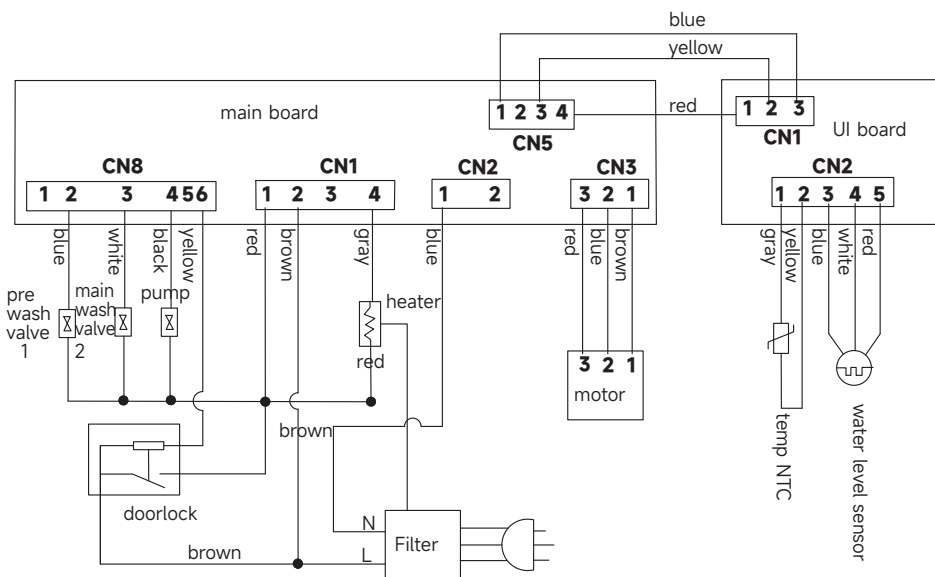 blue
yellow
main board
1 2 3 4
CN5
red
1 2 3
CN1
UI board
CN8
1 2 3 4 5 6
CN1
1 2 3 4
CN2
1 2
CN3
3 2 1
CN2
1 2 3 4 5
blue
white
black
yellow
red
brown
gray
blue
red
blue
brown
gray
yellow
blue
white
red
pre
wash
valve
1
main
wash
valve
2
pump
heater
red
3 2 1
motor
brown
temp NTC
water level sensor
doorlock
brown
N
L
Filter